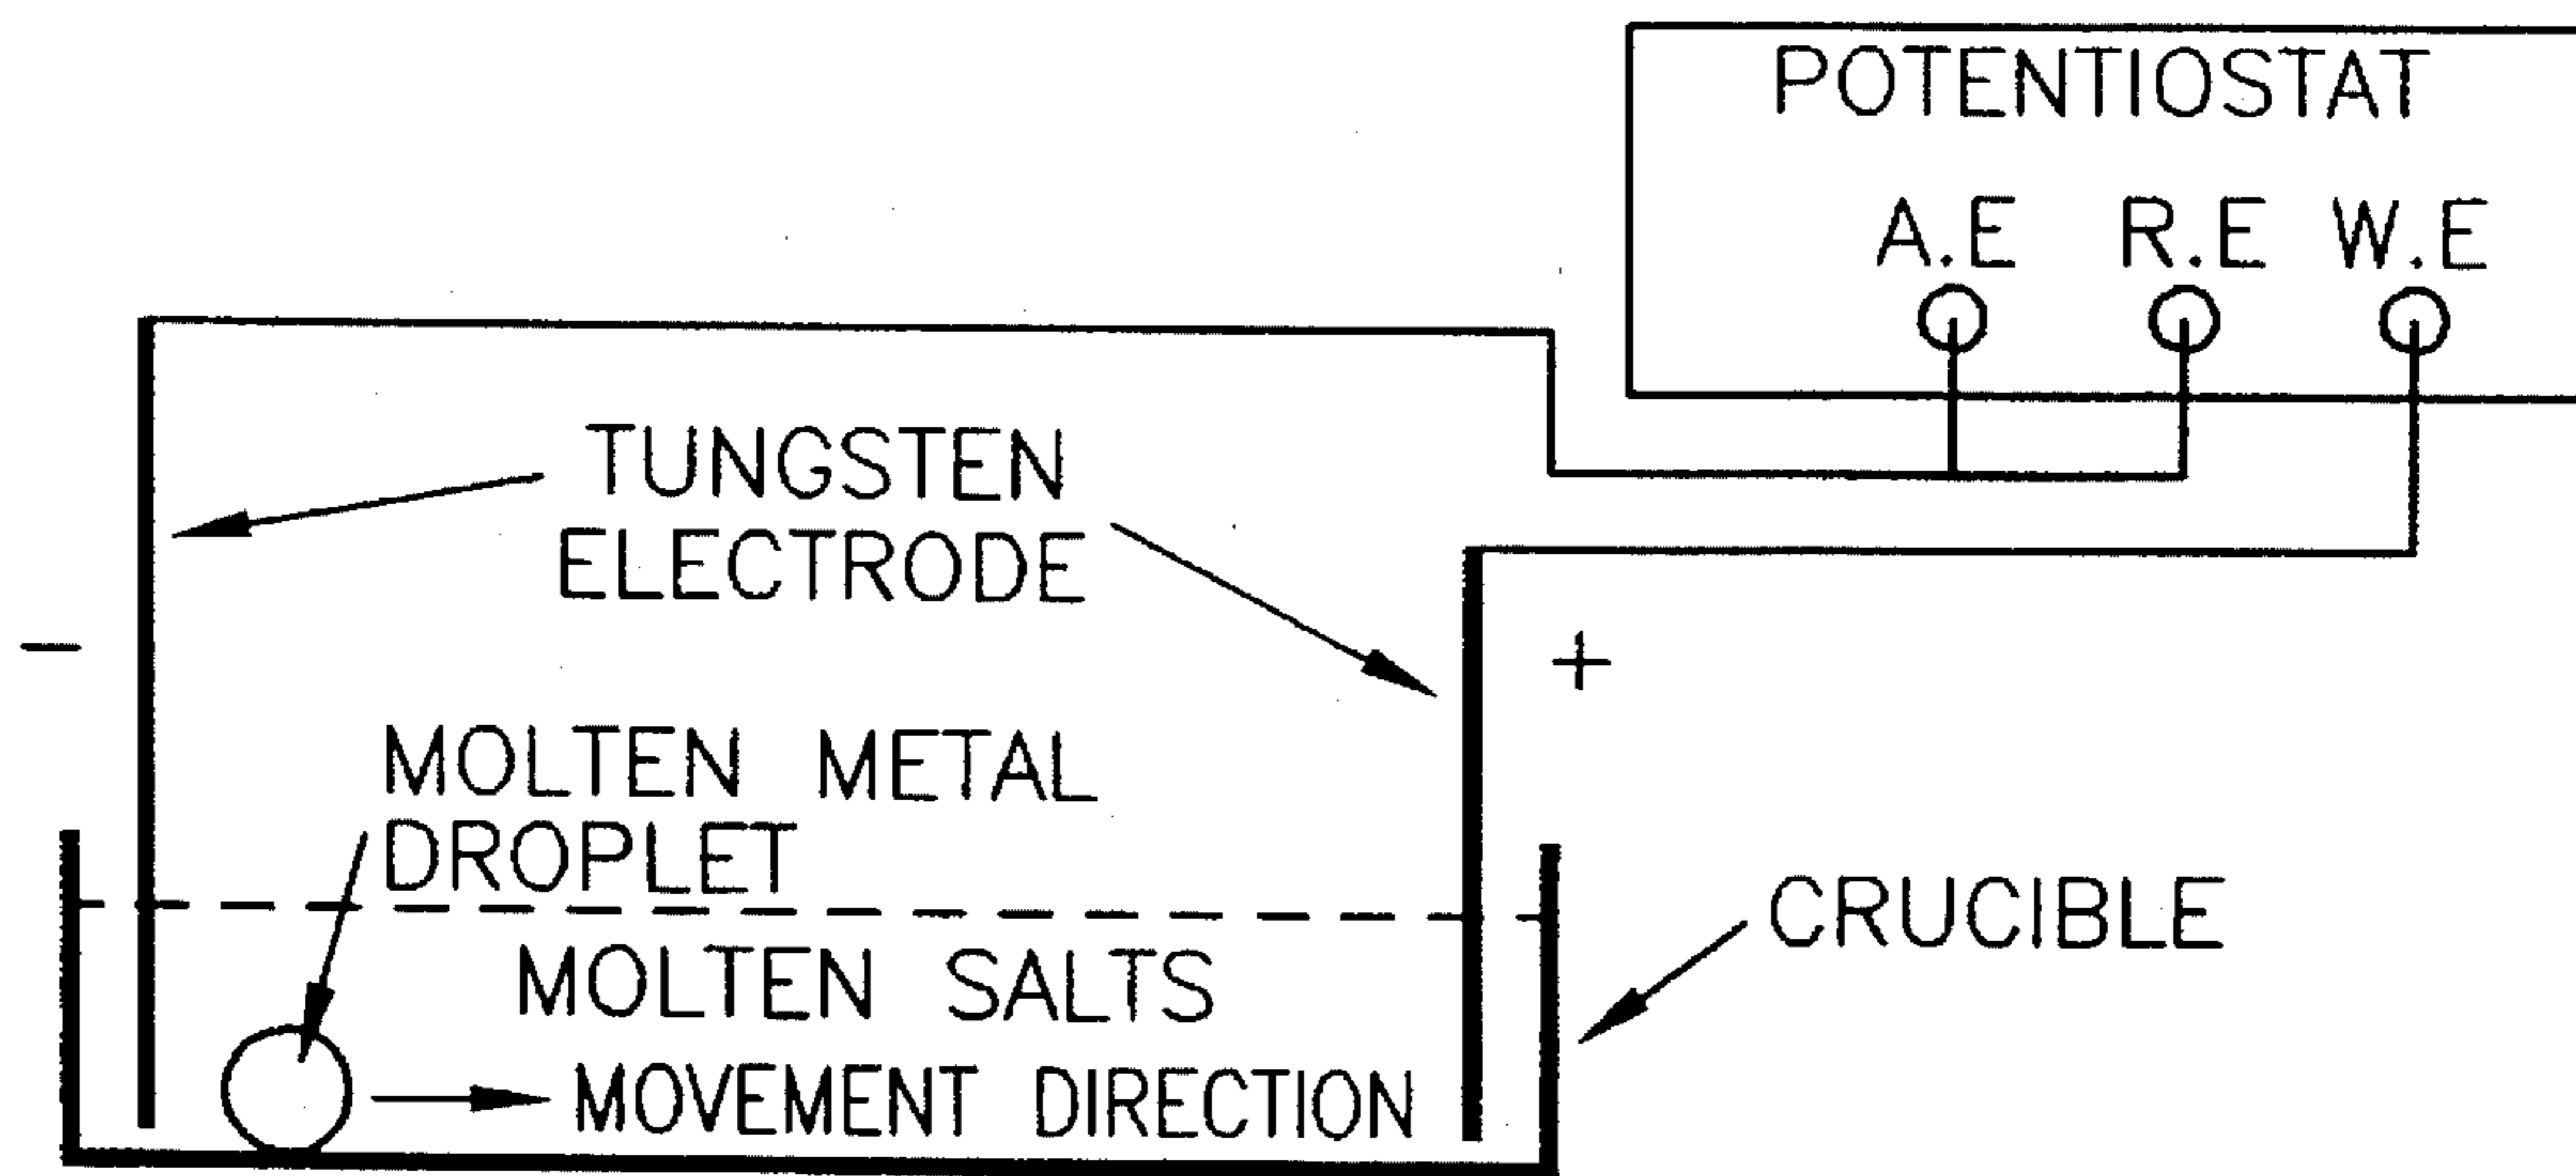 POTENTIOSTAT
A.E R.E W.E
TUNGSTEN
ELECTRODE
- +
MOLTEN METAL
DROPLET
CRUCIBLE
MOLTEN SALTS
MOVEMENT DIRECTION